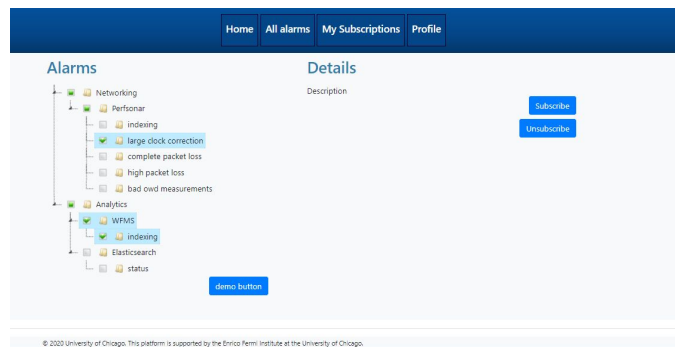 Home All alarms My Subscriptions Profile
Alarms
Networking
Perfsonar
indexing
large clock correction
complete packet loss
high packet loss
bad owd measurements
Analytics
WFMS
indexing
Elasticsearch
status
demo button
Details
Description
Subscribe
Unsubscribe
© 2020 University of Chicago. This platform is supported by the Enrico Fermi Institute at the University of Chicago.